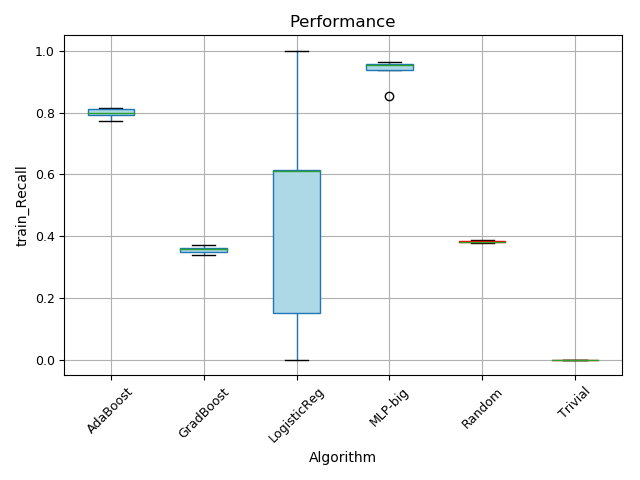 Performance
train_Recall
1.0
0.8
0.6
0.4
0.2
0.0
AdaBoost
GradBoost
LogisticReg
MLP-big
Random
Trivial
Algorithm